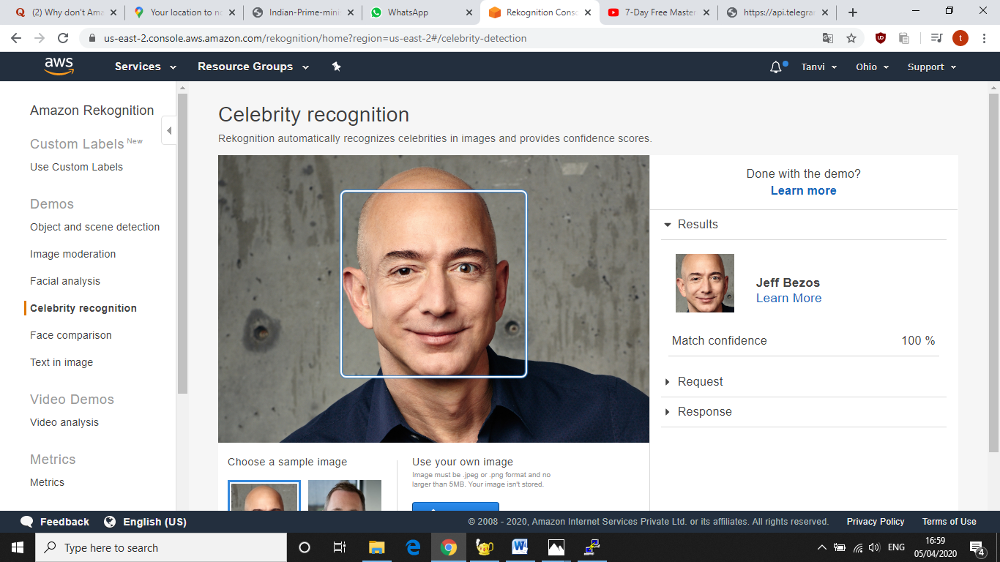 (2) Why don't Ama
Your location to n
Indian-Prime-mini
WhatsApp
Rekognition Conso
7-Day Free Master
https://api.telegra
us-east-2.console.aws.amazon.com/rekognition/home?region=us-east-2#/celebrity-detection
t
aws
Services
Resource Groups
Tanvi
Ohio
Support
Amazon Rekognition
Custom Labels New
Use Custom Labels
Demos
Object and scene detection
Image moderation
Facial analysis
Celebrity recognition
Face comparison
Text in image
Video Demos
Video analysis
Metrics
Metrics
Celebrity recognition
Rekognition automatically recognizes celebrities in images and provides confidence scores.
Done with the demo?
Learn more
Results
Jeff Bezos
Learn More
Match confidence 100 %
Request
Response
Choose a sample image
Use your own image
Image must be .jpeg or .png format and no
larger than 5MB. Your image isn't stored.
Feedback
English (US)
© 2008 - 2020, Amazon Internet Services Private Ltd. or its affiliates. All rights reserved.
Privacy Policy
Terms of Use
Type here to search
ENG
16:59
05/04/2020
4